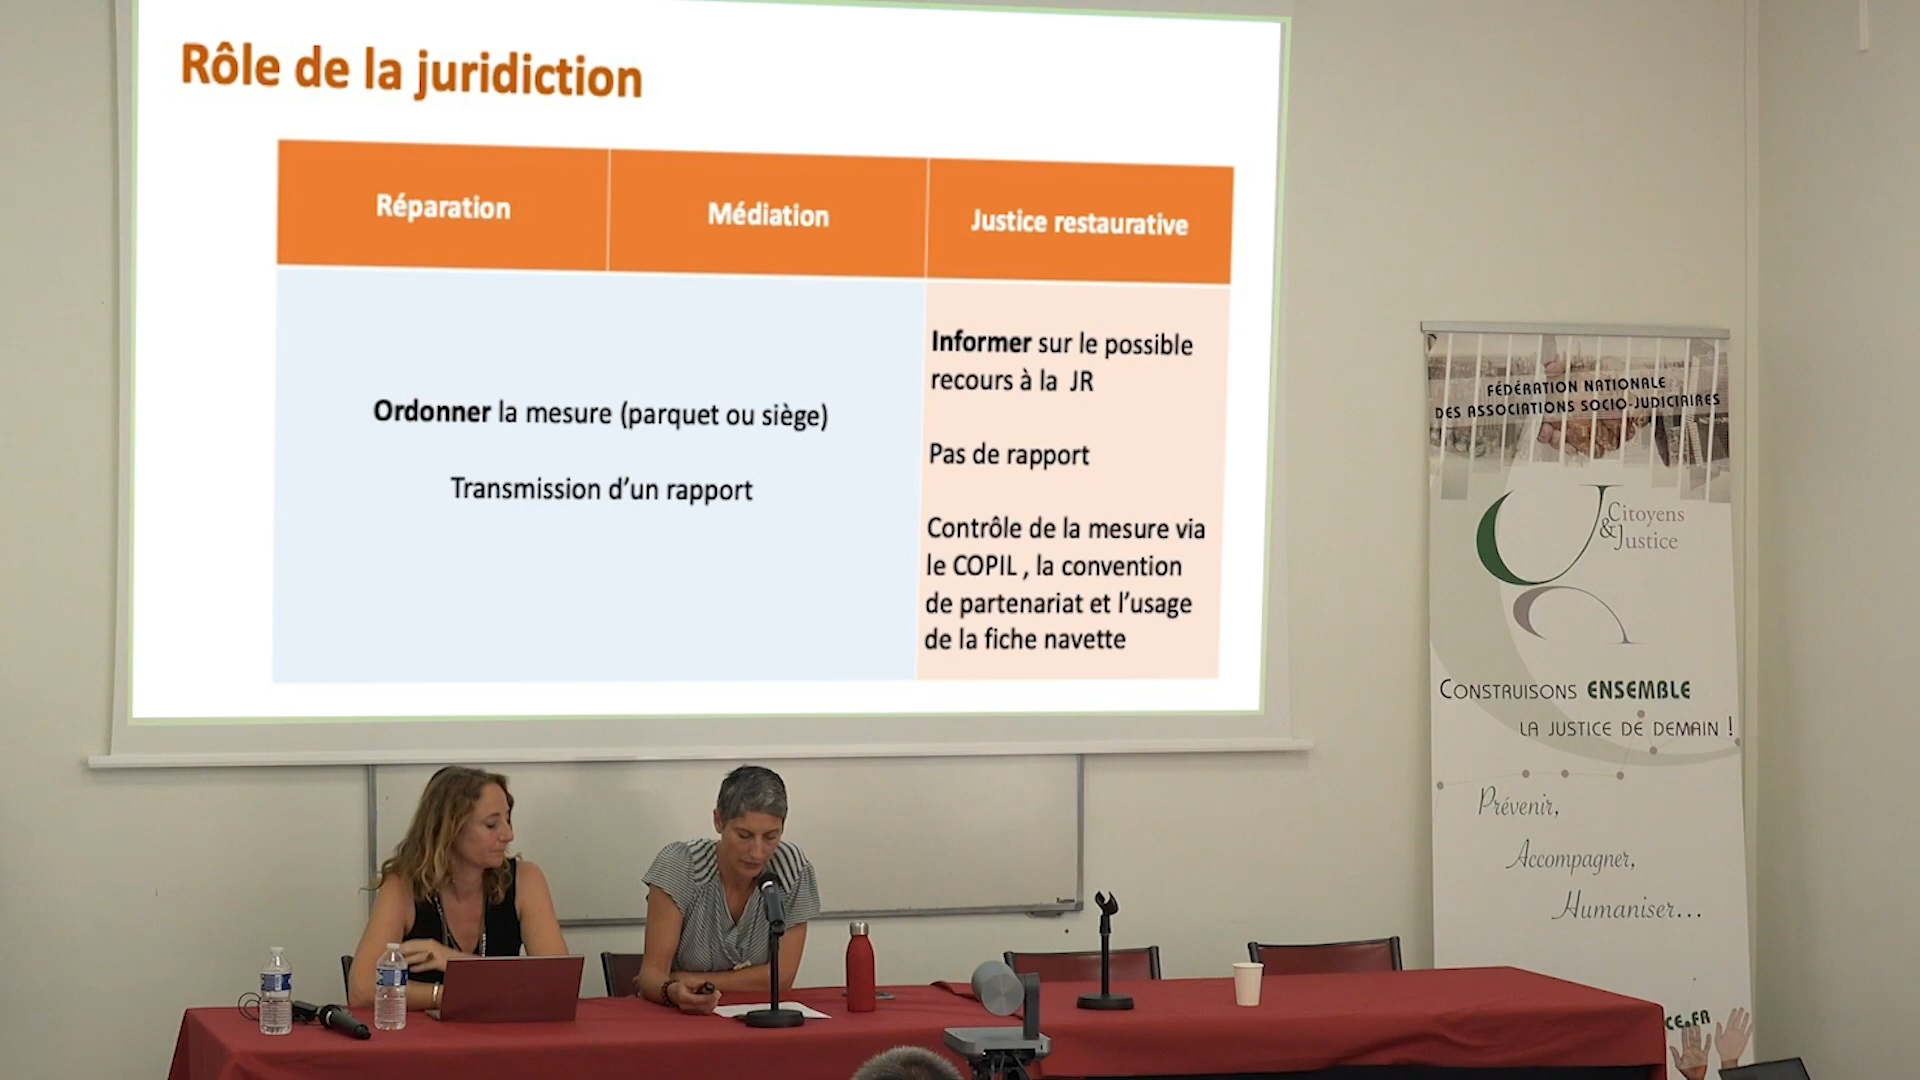 Rôle de la juridiction
Réparation
Médiation
Justice restaurative
Ordonner la mesure (parquet ou siège)
Transmission d'un rapport
Informer sur le possible
recours à la JR
Pas de rapport
Contrôle de la mesure via
le COPIL , la convention
de partenariat et l'usage
de la fiche navette
FÉDÉRATION NATIONALE
DES ASSOCIATIONS SOCIO-JUDICIAIRES
Citoyens
&Justice
CONSTRUISONS ENSEMBLE
LA JUSTICE DE DEMAIN !
Prévenir,
Accompagner,
Humaniser...
CE.FR